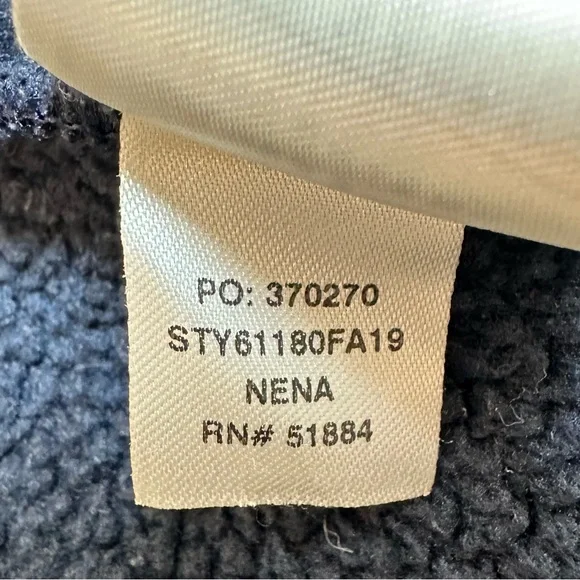 PO: 370270
STY61180FA19
NENA
RN# 51884